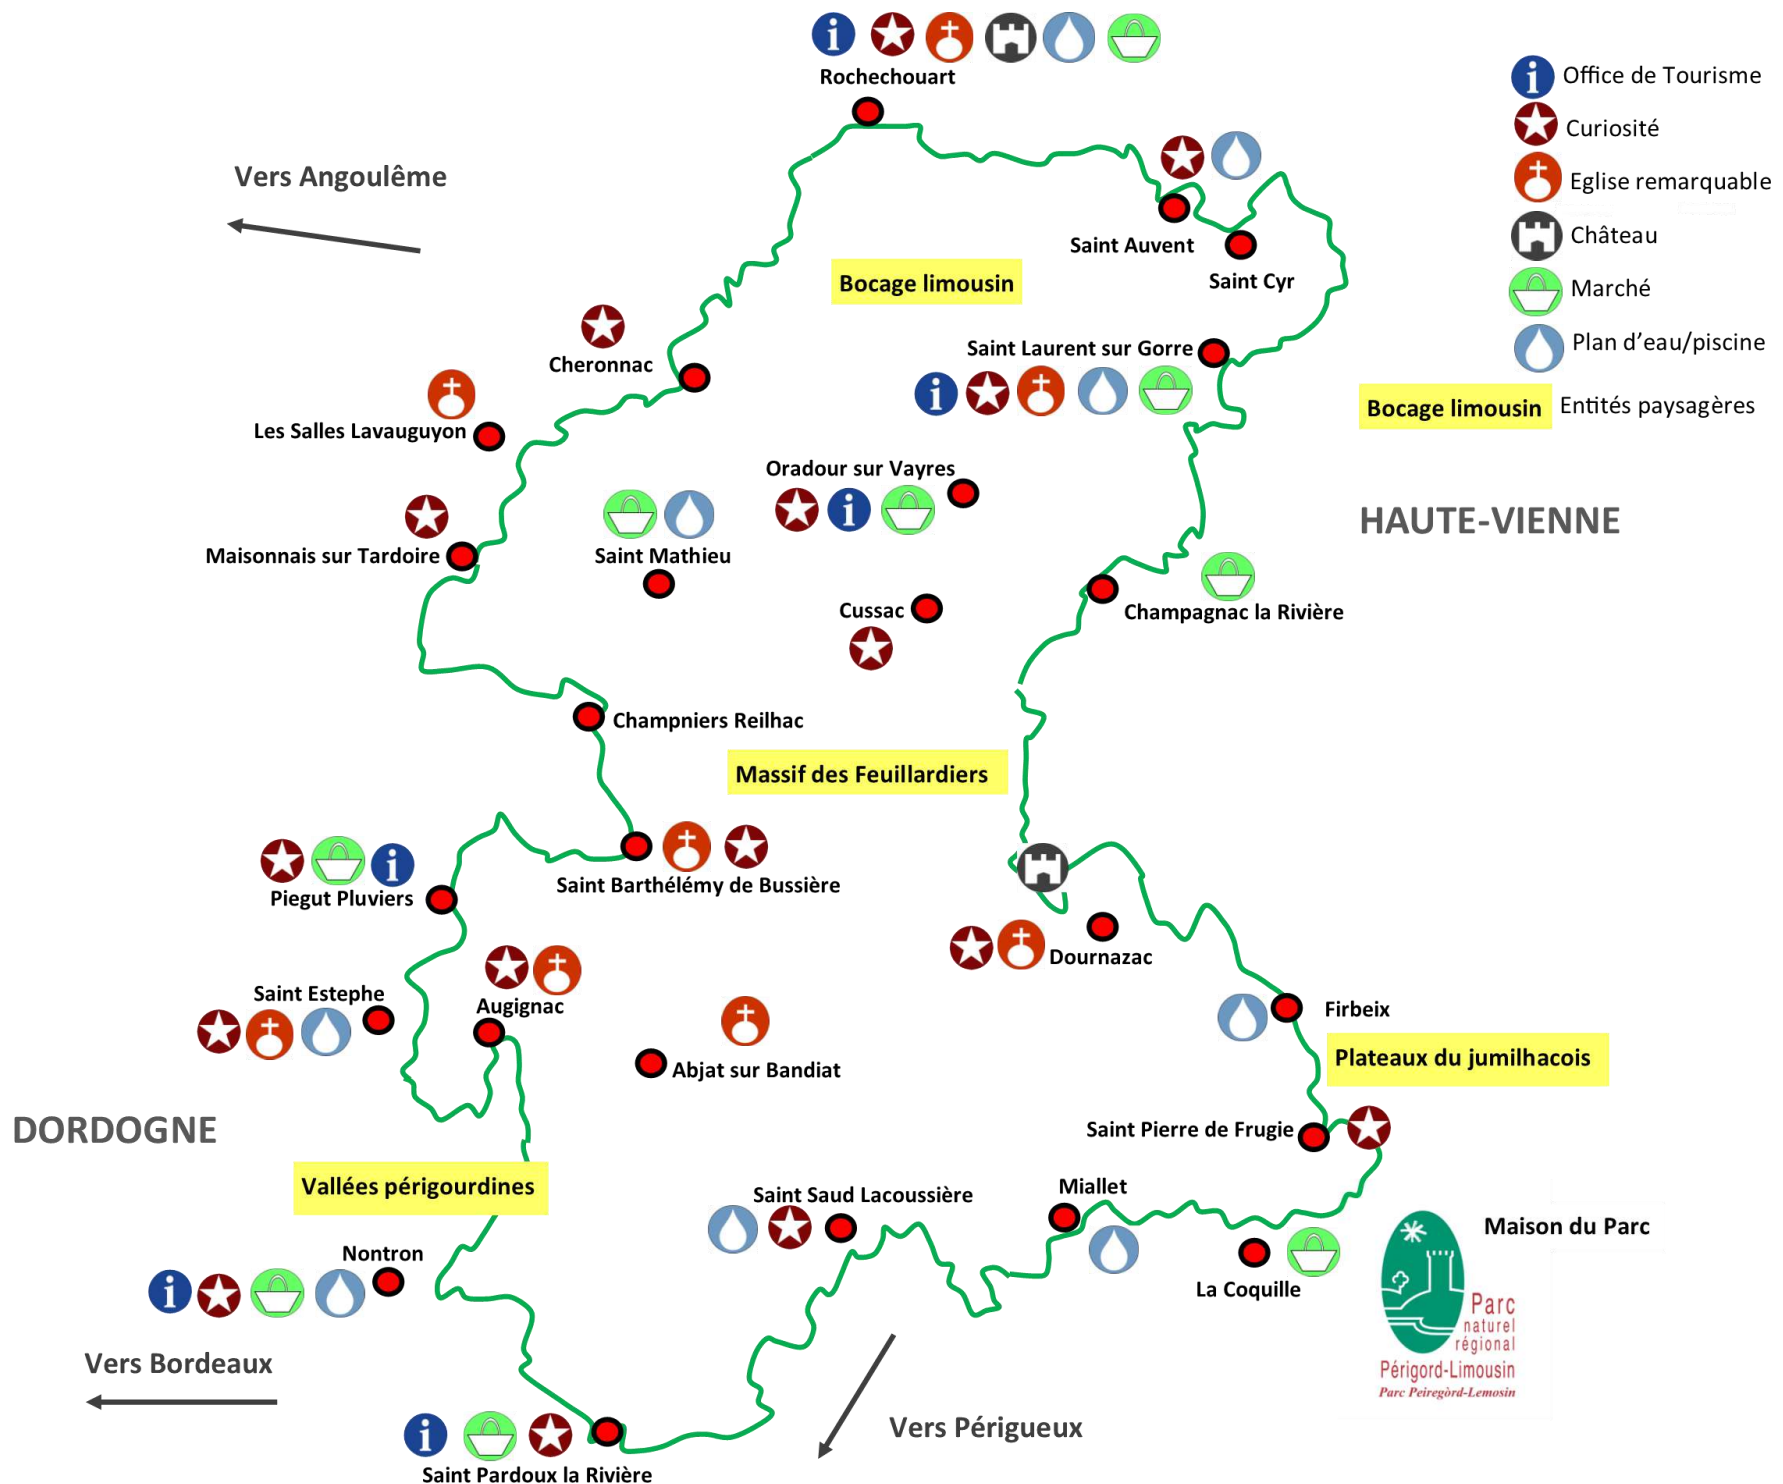 Rochechouart
Office de Tourisme
Curiosité
Eglise remarquable
Château
Marché
Plan d'eau/piscine
Bocage limousin
Entités paysagères
Vers Angoulême
Saint Auvent
Saint Cyr
Bocage limousin
Cheronnac
Saint Laurent sur Gorre
Les Salles Lavauguyon
Oradour sur Vayres
HAUTE-VIENNE
Maisonnais sur Tardoire
Saint Mathieu
Cussac
Champagnac la Rivière
Champniers Reilhac
Massif des Feuillardiers
Saint Barthélémy de Bussière
Piegut Pluviers
Dournazac
Saint Estephe
Augignac
Firbeix
Abjat sur Bandiat
Plateaux du jumilhacois
DORDOGNE
Saint Pierre de Frugie
Vallées périgourdines
Saint Saud Lacoussière
Miallet
Maison du Parc
Nontron
La Coquille
Parc
naturel
régional
Périgord-Limousin
Parc Peiregòrd-Lemosin
Vers Bordeaux
Vers Périgueux
Saint Pardoux la Rivière